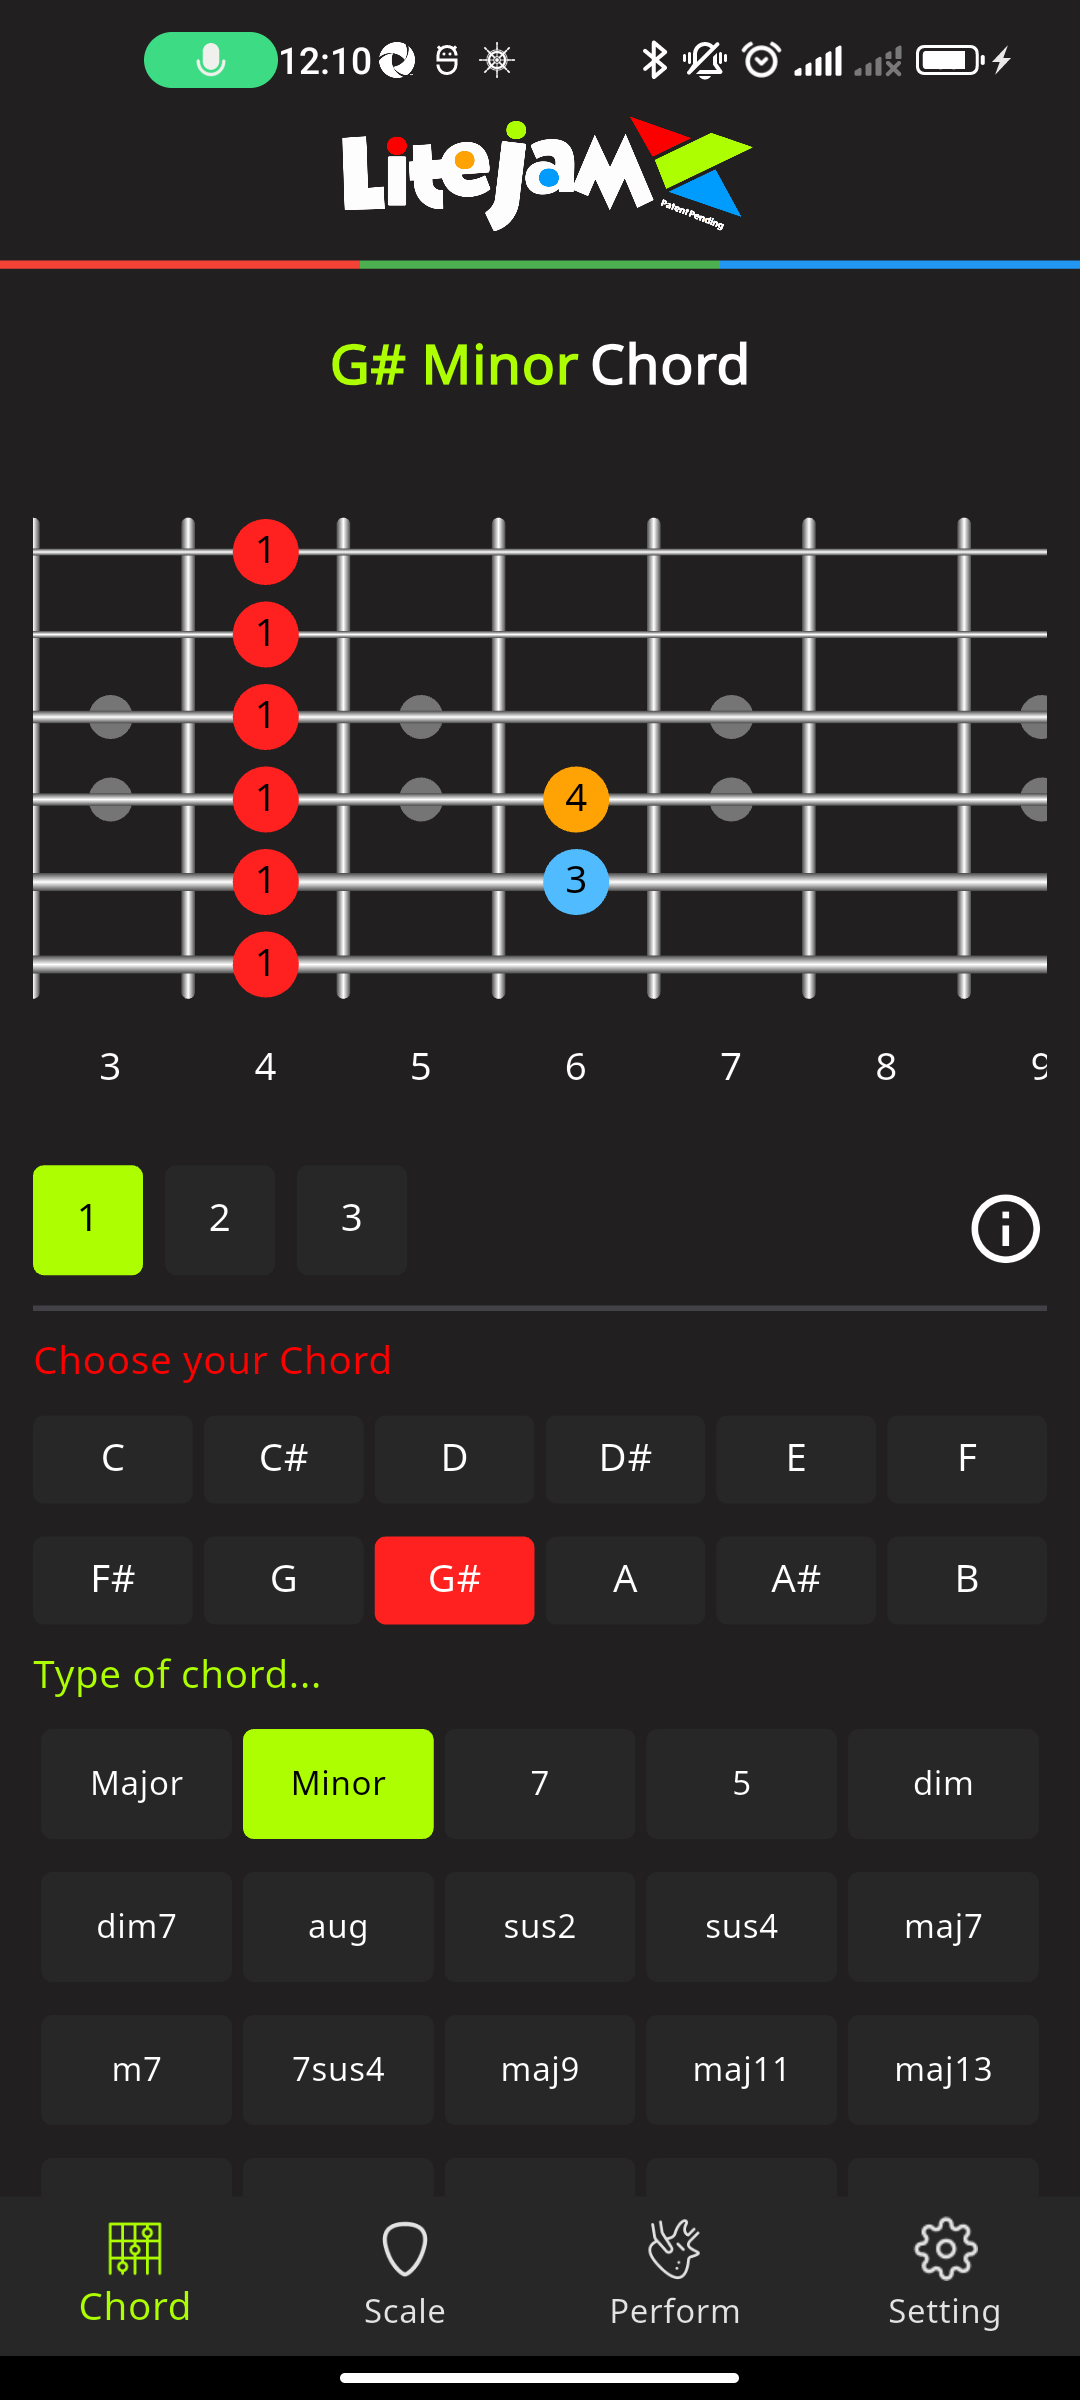 12:10
Litejam
Patent Pending
G# Minor Chord
1
1
1
1 4
1 3
1
3 4 5 6 7 8 9
1 2 3
Choose your Chord
C C# D D# E F
F# G G# A A# B
Type of chord...
Major Minor 7 5 dim
dim7 aug sus2 sus4 maj7
m7 7sus4 maj9 maj11 maj13
Chord Scale Perform Setting